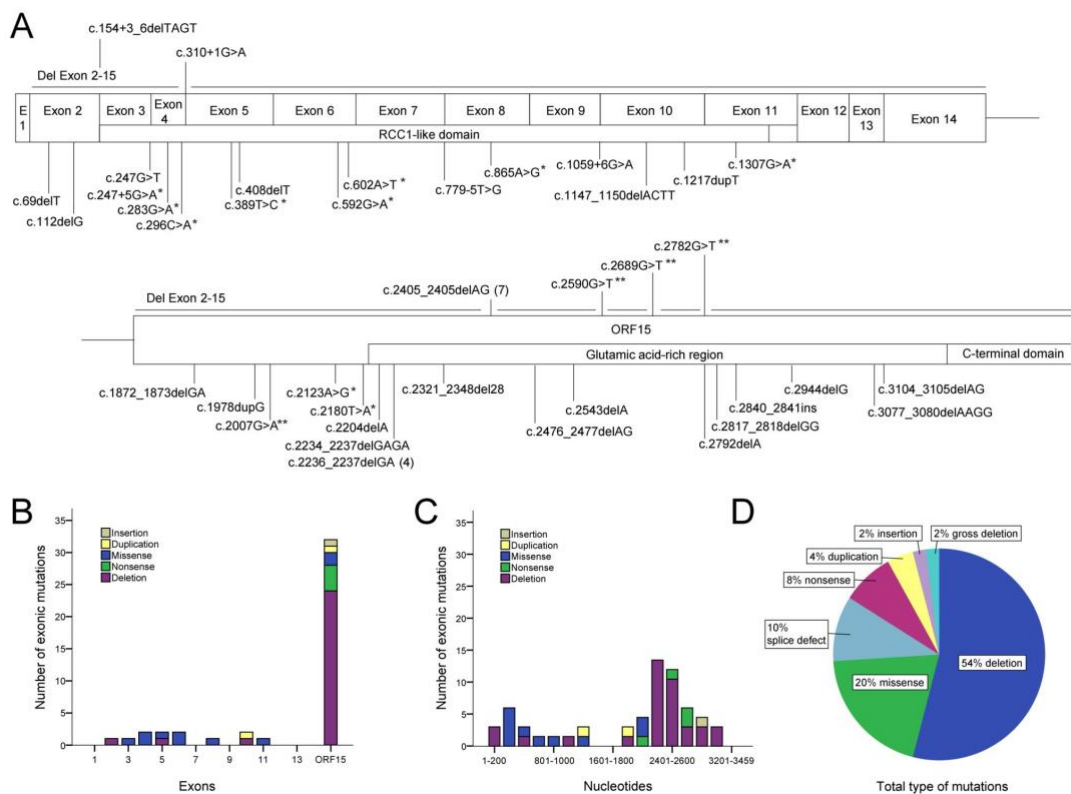 A
c.154+3_6delTAGT
c.310+1G>A
Del Exon 2-15
E 1
Exon 2
Exon 3
Exon 4
Exon 5
Exon 6
Exon 7
Exon 8
Exon 9
Exon 10
Exon 11
Exon 12
Exon 13
Exon 14
RCC1-like domain
c.69delT
c.112delG
c.247G>T
c.247+5G>A*
c.283G>A*
c.296C>A*
c.408delT
c.389T>C*
c.602A>T*
c.592G>A*
c.779-5T>G
c.865A>G*
c.1059+6G>A
c.1147_1150delACTT
c.1217dupT
c.1307G>A*
c.2782G>T**
c.2689G>T**
c.2590G>T**
c.2405_2405delAG (7)
Del Exon 2-15
ORF15
Glutamic acid-rich region
C-terminal domain
c.1872_1873delGA
c.1978dupG
c.2007G>A**
c.2123A>G*
c.2180T>A*
c.2204delA
c.2234_2237delGAGA
c.2236_2237delGA (4)
c.2321_2348del28
c.2476_2477delAG
c.2543delA
c.2944delG
c.2840_2841ins
c.2817_2818delGG
c.2792delA
c.3104_3105delAG
c.3077_3080delAAGG
B
Number of exonic mutations
35
30
25
20
15
10
5
0
Insertion
Duplication
Missense
Nonsense
Deletion
1 3 5 7 9 11 13 ORF15
Exons
C
Number of exonic mutations
35
30
25
20
15
10
5
0
Insertion
Duplication
Missense
Nonsense
Deletion
1-200 801-1000 1601-1800 2401-2600 3201-3459
Nucleotides
D
2% insertion
2% gross deletion
4% duplication
8% nonsense
10%
splice defect
20% missense
54% deletion
Total type of mutations